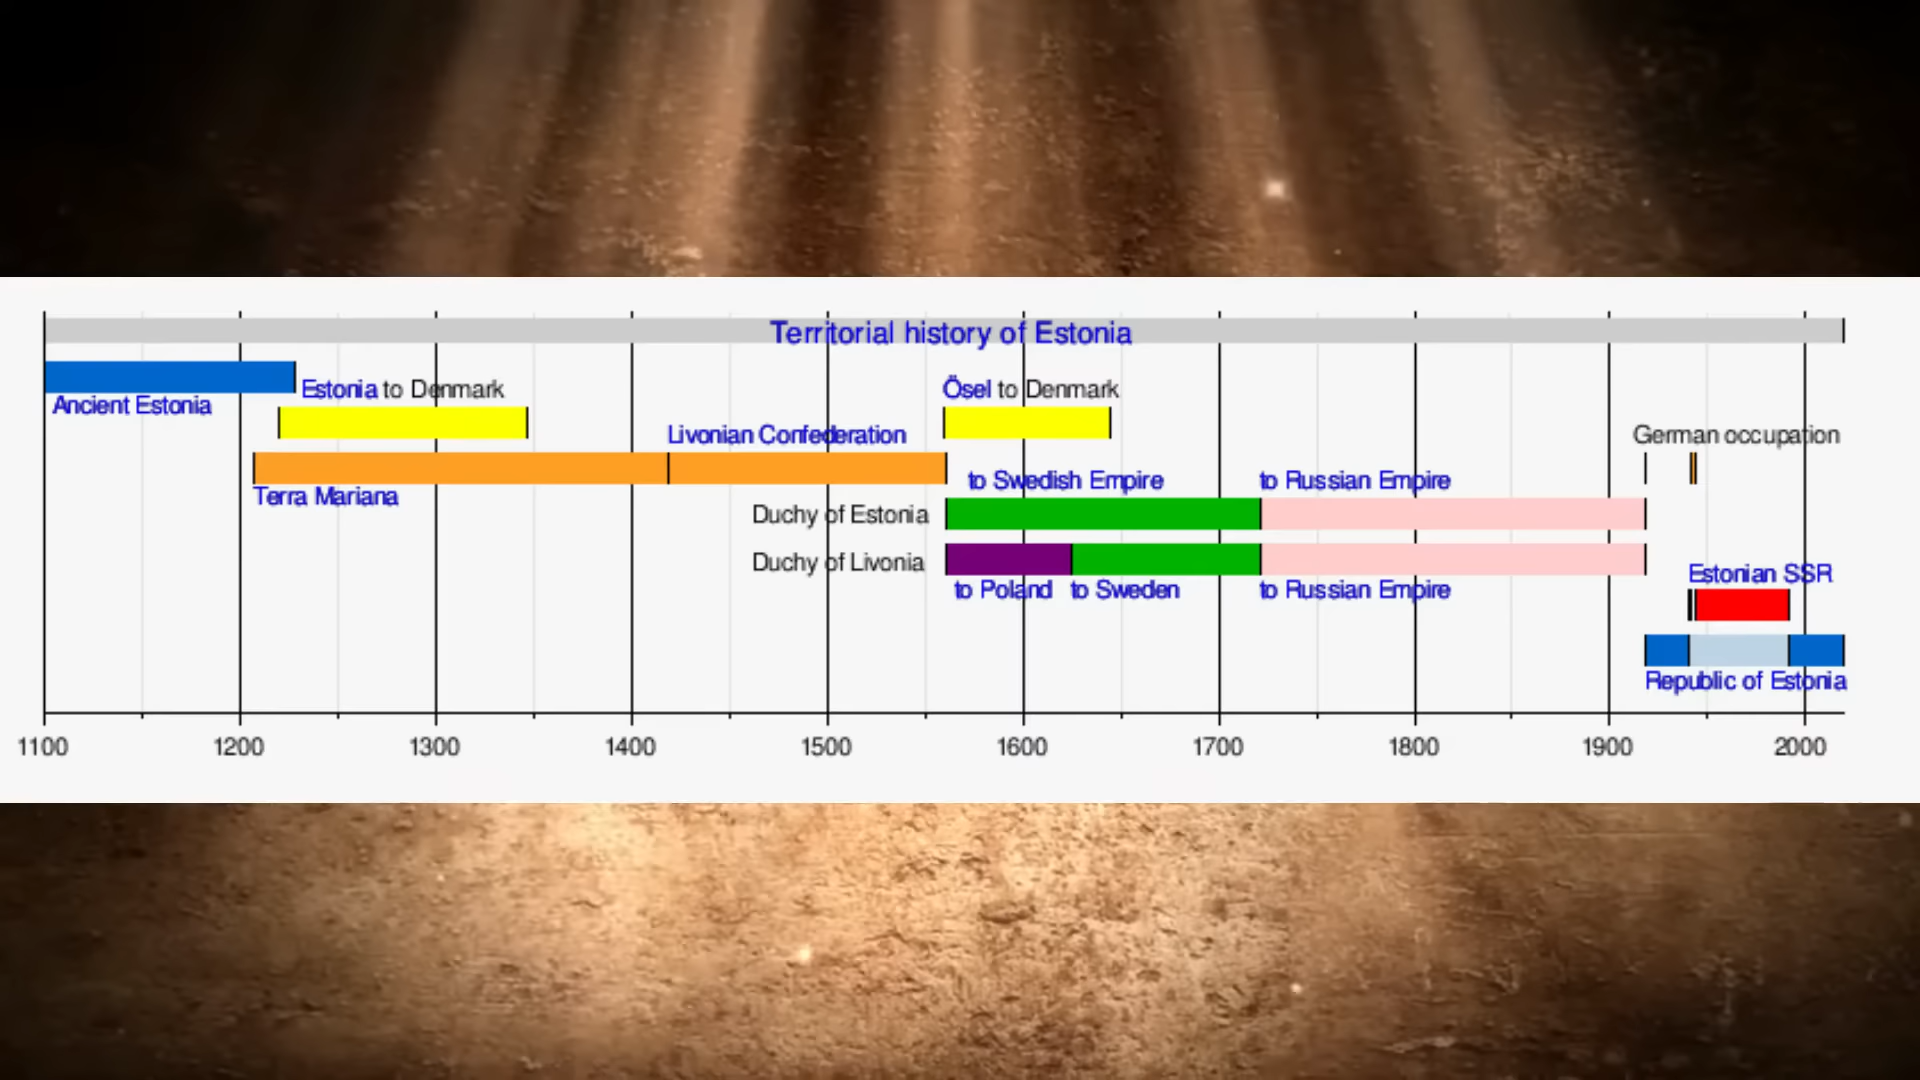 Territorial history of Estonia
Ancient Estonia
Estonia to Denmark
Ösel to Denmark
Livonian Confederation
German occupation
Terra Mariana
to Swedish Empire
to Russian Empire
Duchy of Estonia
Duchy of Livonia
to Poland
to Sweden
to Russian Empire
Estonian SSR
Republic of Estonia
1100 1200 1300 1400 1500 1600 1700 1800 1900 2000